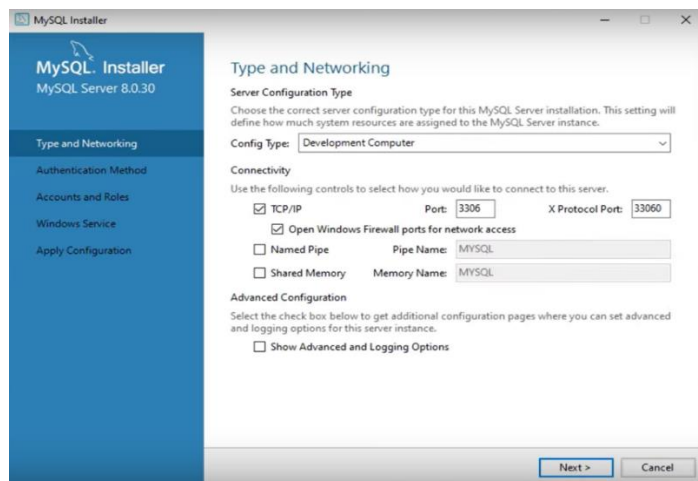 MySQL Installer
MySQL. Installer
MySQL Server 8.0.30
Type and Networking
Authentication Method
Accounts and Roles
Windows Service
Apply Configuration
Type and Networking
Server Configuration Type
Choose the correct server configuration type for this MySQL Server installation. This setting will
define how much system resources are assigned to the MySQL Server instance.
Config Type: Development Computer
Connectivity
Use the following controls to select how you would like to connect to this server.
TCP/IP Port: 3306 X Protocol Port: 33060
Open Windows Firewall ports for network access
Named Pipe Pipe Name: MYSQL
Shared Memory Memory Name: MYSQL
Advanced Configuration
Select the check box below to get additional configuration pages where you can set advanced
and logging options for this server instance.
Show Advanced and Logging Options
Next > Cancel